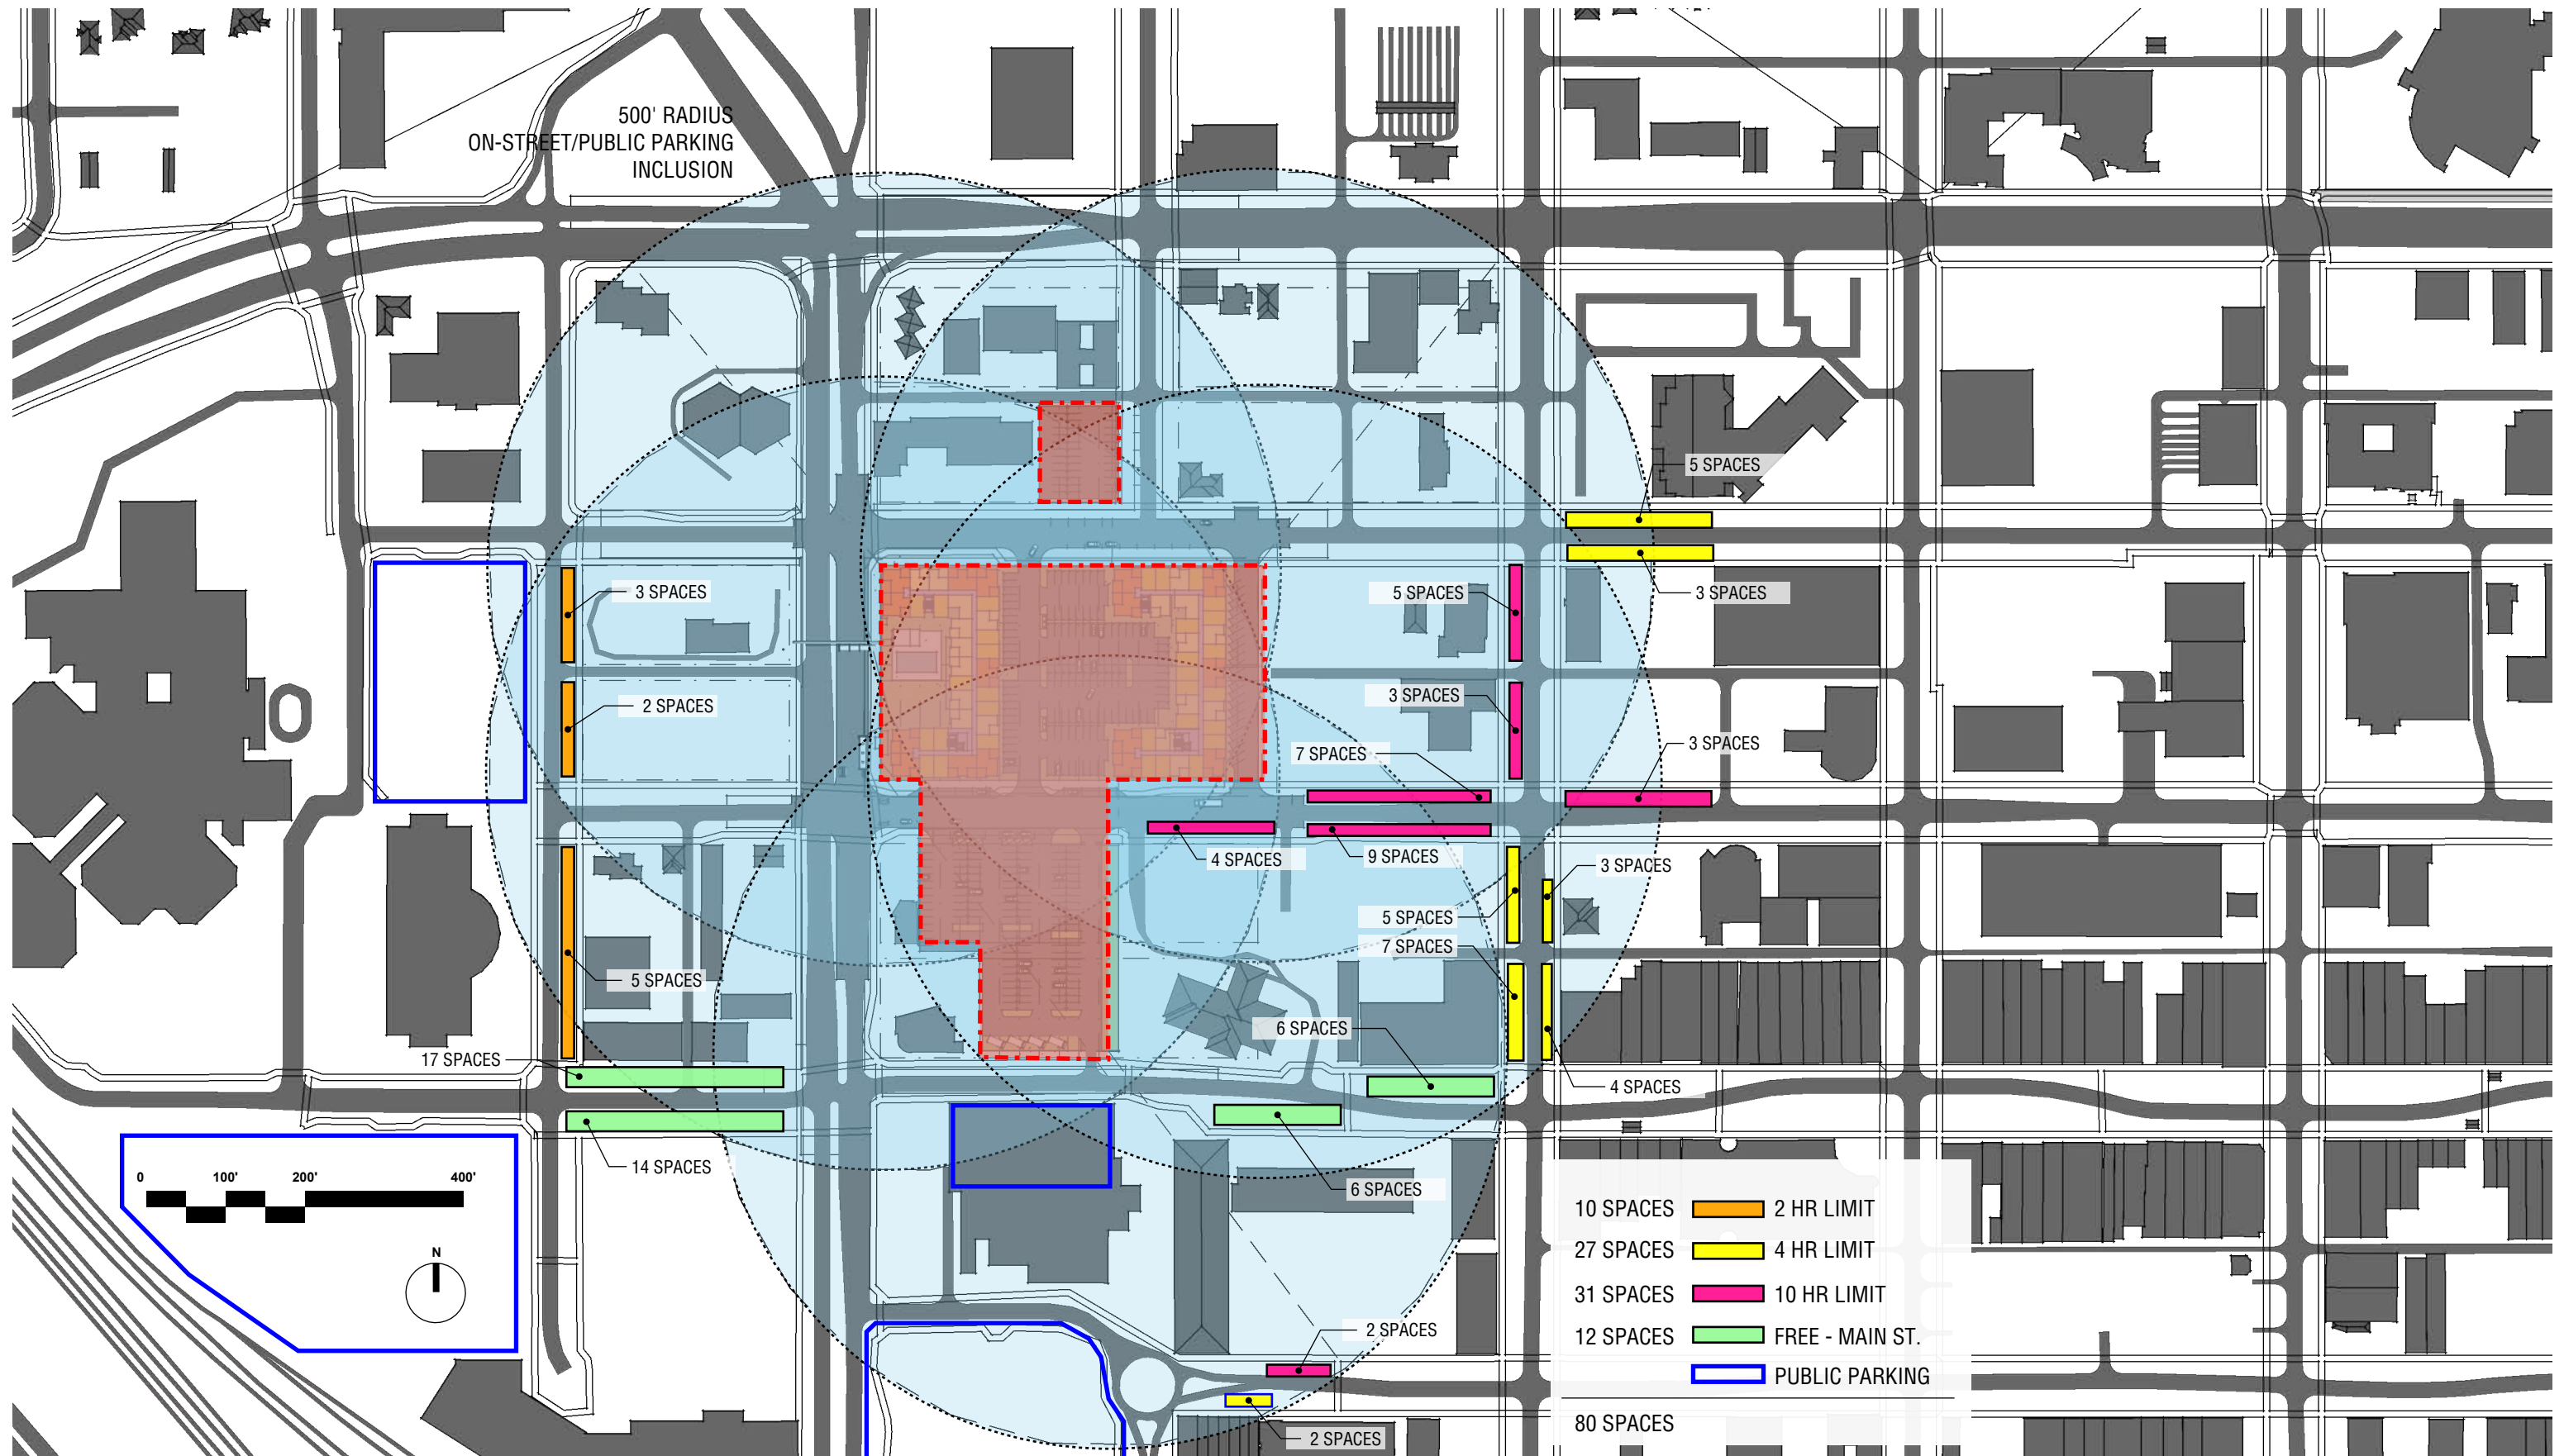 500' RADIUS
ON-STREET/PUBLIC PARKING
INCLUSION
5 SPACES
3 SPACES
5 SPACES
3 SPACES
3 SPACES
2 SPACES
3 SPACES
7 SPACES
4 SPACES
9 SPACES
3 SPACES
5 SPACES
7 SPACES
5 SPACES
6 SPACES
17 SPACES
4 SPACES
14 SPACES
6 SPACES
0 100' 200' 400'
N
10 SPACES 2 HR LIMIT
27 SPACES 4 HR LIMIT
31 SPACES 10 HR LIMIT
12 SPACES FREE - MAIN ST.
PUBLIC PARKING
80 SPACES
2 SPACES
2 SPACES